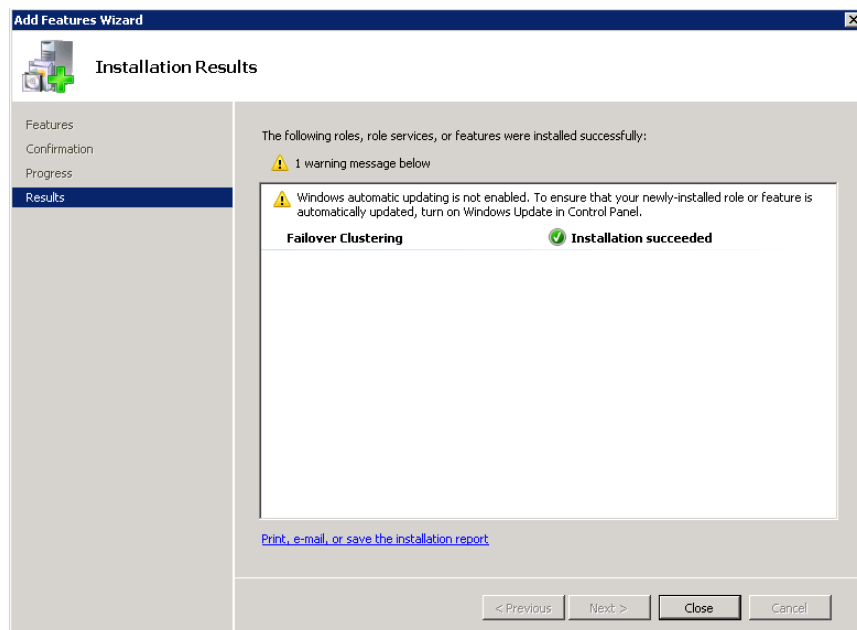 Add Features Wizard
Installation Results
Features
Confirmation
Progress
Results
The following roles, role services, or features were installed successfully:
1 warning message below
Windows automatic updating is not enabled. To ensure that your newly-installed role or feature is
automatically updated, turn on Windows Update in Control Panel.
Failover Clustering Installation succeeded
Print, e-mail, or save the installation report
< Previous Next > Close Cancel